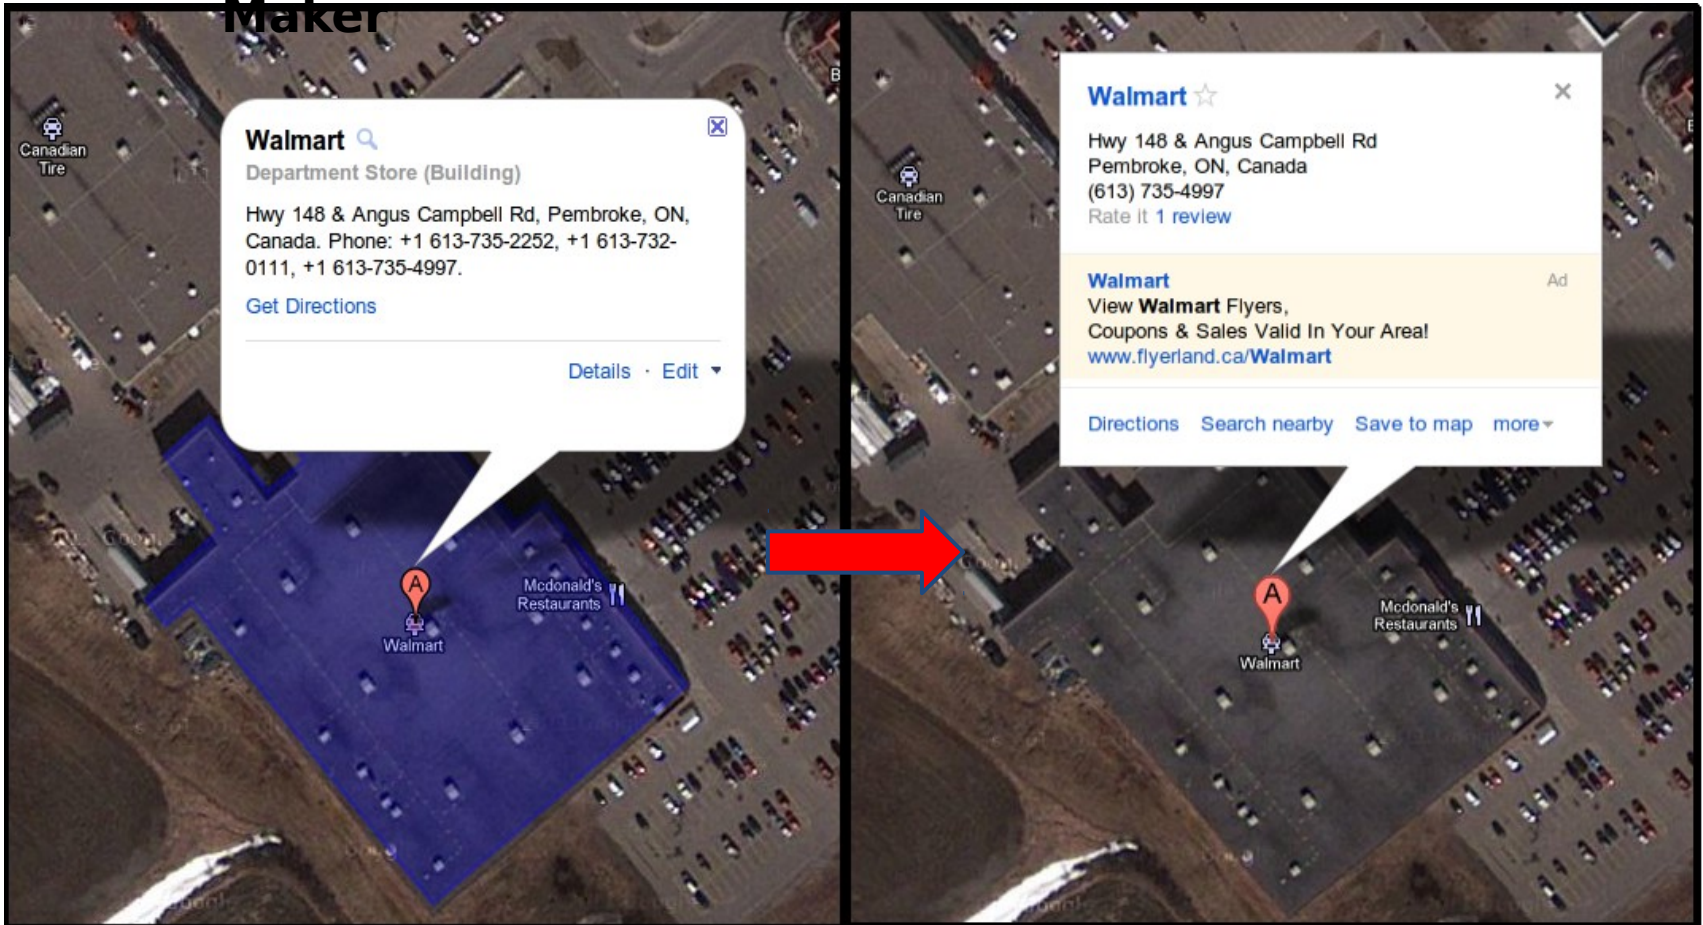 Maker
Walmart
Department Store (Building)
Hwy 148 & Angus Campbell Rd, Pembroke, ON,
Canada. Phone: +1 613-735-2252, +1 613-732-
0111, +1 613-735-4997.
Get Directions
Details · Edit
Canadian
Tire
B
A
Walmart
Mcdonald's
Restaurants
Walmart
Hwy 148 & Angus Campbell Rd
Pembroke, ON, Canada
(613) 735-4997
Rate it 1 review
Walmart
Ad
View Walmart Flyers,
Coupons & Sales Valid In Your Area!
www.flyerland.ca/Walmart
Directions Search nearby Save to map more
Canadian
Tire
A
Walmart
Mcdonald's
Restaurants